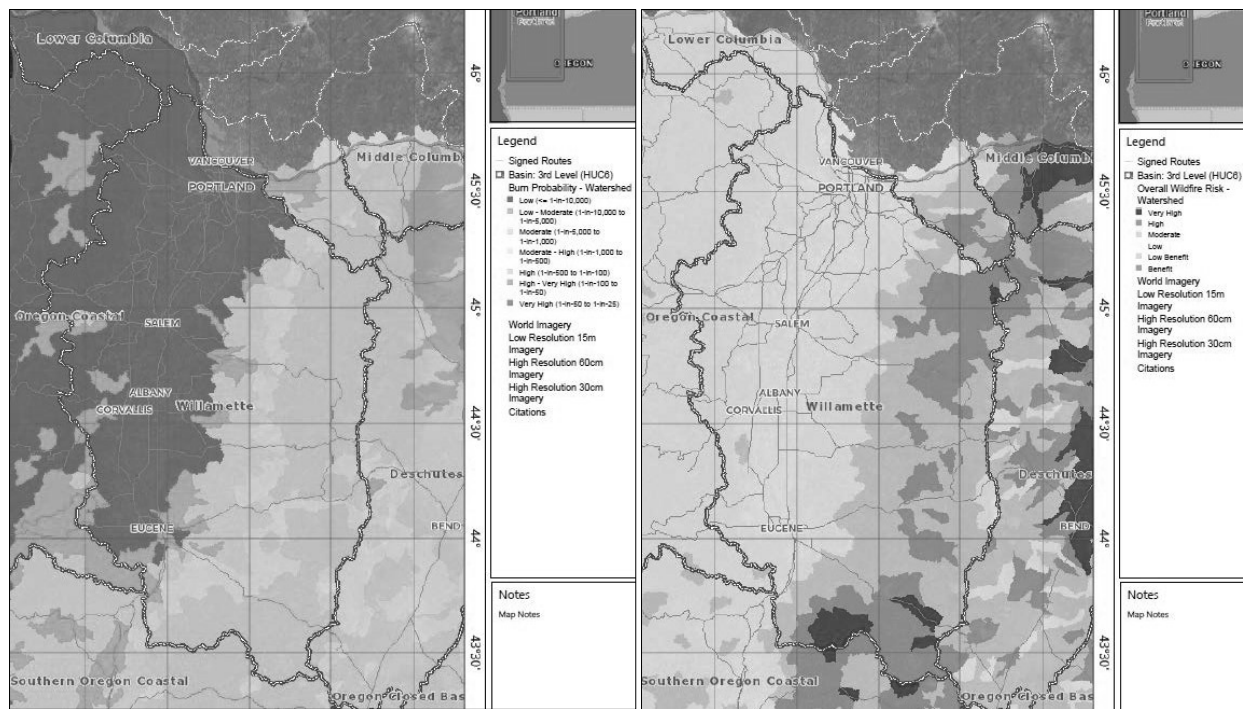 Lower Columbia
Middle Columb
VANCOUVER
PORTLAND
Oregon Coastal
SALEM
ALBANY
CORVALLIS
Willamette
Deschutes
EUCENE
BEND
Southern Oregon Coastal
Oregon Closed Bas
46°
45°30'
45°
44°30'
44°
43°30'
Portland
OREGON
Legend
Signed Routes
Basin: 3rd Level (HUC6)
Burn Probability - Watershed
Low (<= 1-in-10,000)
Low - Moderate (1-in-10,000 to
1-in-5,000)
Moderate (1-in-5,000 to
1-in-1,000)
Moderate - High (1-in-1,000 to
1-in-500)
High (1-in-500 to 1-in-100)
High - Very High (1-in-100 to
1-in-50)
Very High (1-in-50 to 1-in-25)
World Imagery
Low Resolution 15m
Imagery
High Resolution 60cm
Imagery
High Resolution 30cm
Imagery
Citations
Notes
Map Notes
Lower Columbia
Middle Columb
VANCOUVER
PORTLAND
Oregon Coastal
SALEM
ALBANY
CORVALLIS
Willamette
Deschutes
EUGENE
BEND
Southern Oregon Coastal
Oregon Closed Bas
46°
45°30'
45°
44°30'
44°
43°30'
Portland
OREGON
Legend
Signed Routes
Basin: 3rd Level (HUC6)
Overall Wildfire Risk -
Watershed
Very High
High
Moderate
Low
Low Benefit
Benefit
World Imagery
Low Resolution 15m
Imagery
High Resolution 60cm
Imagery
High Resolution 30cm
Imagery
Citations
Notes
Map Notes